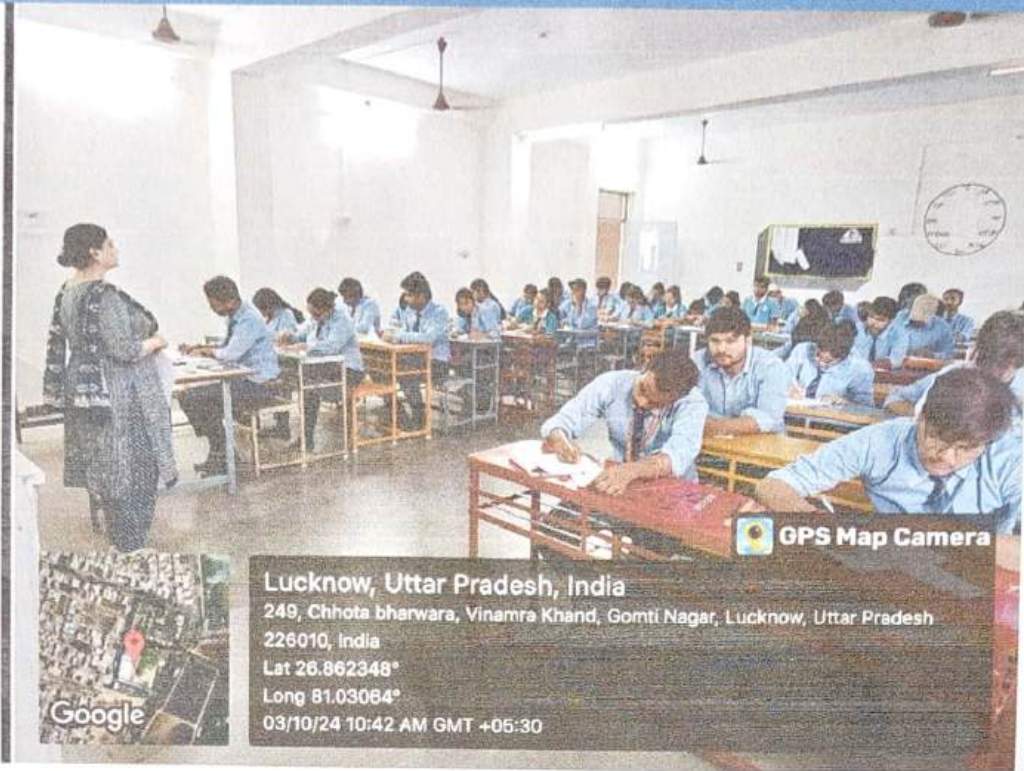 GPS Map Camera
Lucknow, Uttar Pradesh, India
249, Chhota bharwara, Vinamra Khand, Gomti Nagar, Lucknow, Uttar Pradesh
226010, India
Lat 26.862348°
Long 81.03064°
03/10/24 10:42 AM GMT +05:30
Google